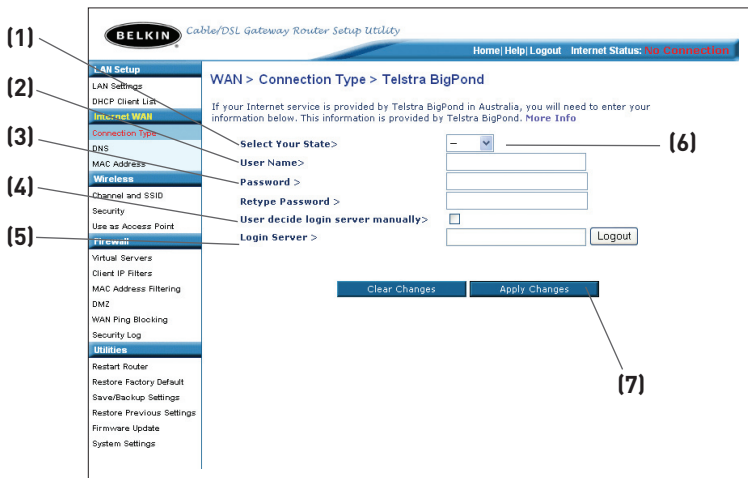 BELKIN
Cable/DSL Gateway Router Setup Utility
Home| Help| Logout Internet Status: No Connection
(1)
(2)
(3)
(4)
(5)
LAN Setup
LAN Settings
DHCP Client List
Internet WAN
Connection Type
DNS
MAC Address
Wireless
Channel and SSID
Security
Use as Access Point
Firewall
Virtual Servers
Client IP Filters
MAC Address Filtering
DMZ
WAN Ping Blocking
Security Log
Utilities
Restart Router
Restore Factory Default
Save/Backup Settings
Restore Previous Settings
Firmware Update
System Settings
WAN > Connection Type > Telstra BigPond
If your Internet service is provided by Telstra BigPond in Australia, you will need to enter your
information below. This information is provided by Telstra BigPond. More Info
Select Your State> –
(6)
User Name>
Password >
Retype Password >
User decide login server manually>
Login Server > Logout
Clear Changes Apply Changes
(7)